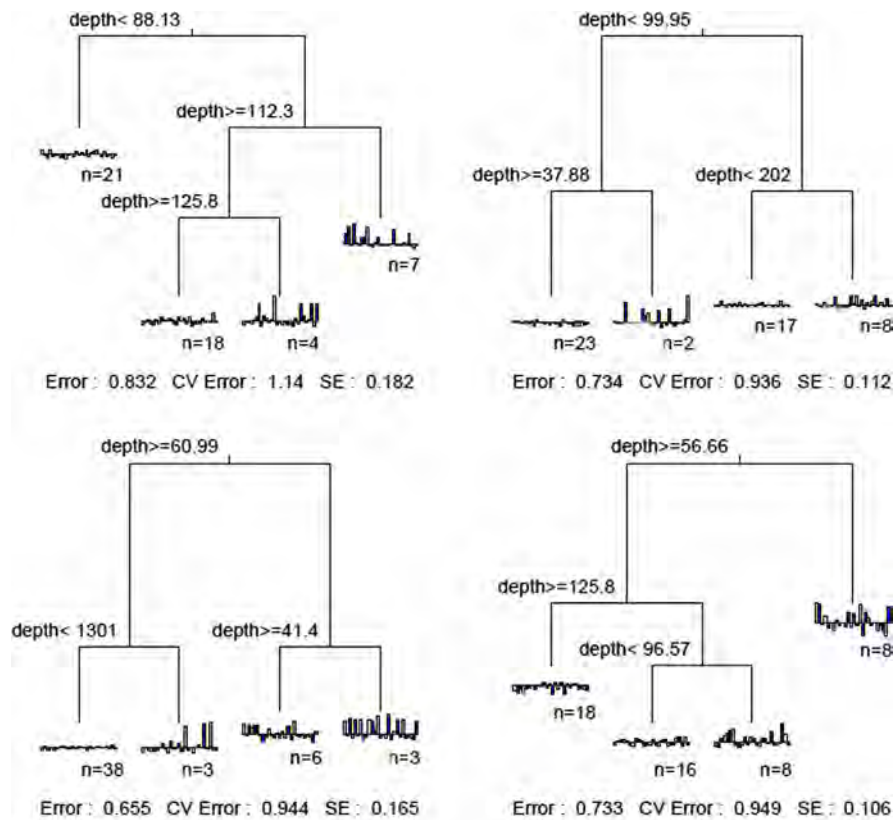 depth< 88.13
depth>=112.3
n=21
depth>=125.8
n=7
n=18
n=4
Error : 0.832 CV Error : 1.14 SE : 0.182
depth< 99.95
depth>=37.88
depth< 202
n=23
n=2
n=17
n=8
Error : 0.734 CV Error : 0.936 SE : 0.112
depth>=60.99
depth< 1301
depth>=41.4
n=38
n=3
n=6
n=3
Error : 0.655 CV Error : 0.944 SE : 0.165
depth>=56.66
depth>=125.8
depth< 96.57
n=8
n=18
n=16
n=8
Error : 0.733 CV Error : 0.949 SE : 0.106